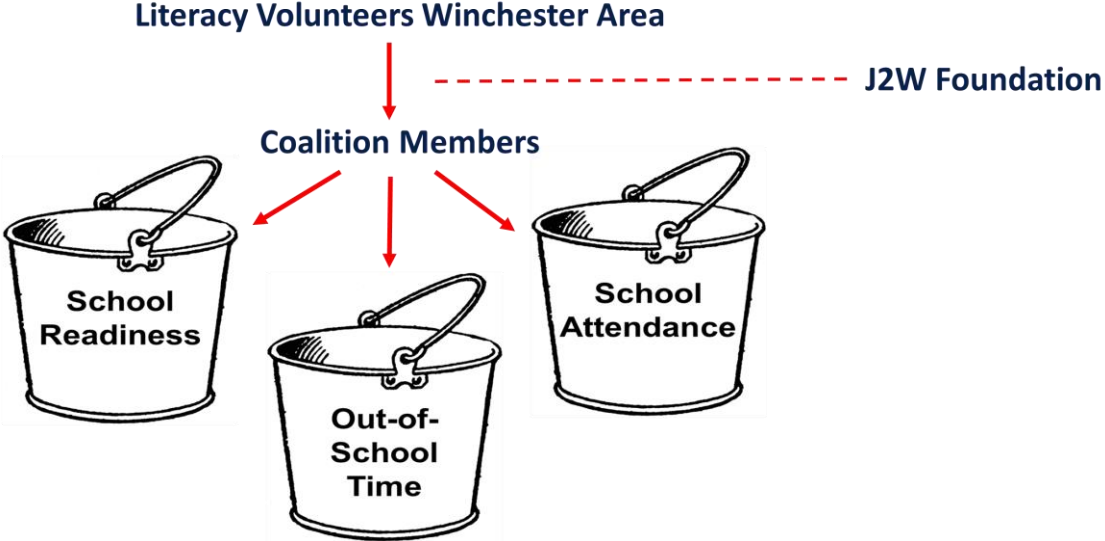 Literacy Volunteers Winchester Area
J2W Foundation
Coalition Members
School
Readiness
Out-of-
School
Time
School
Attendance